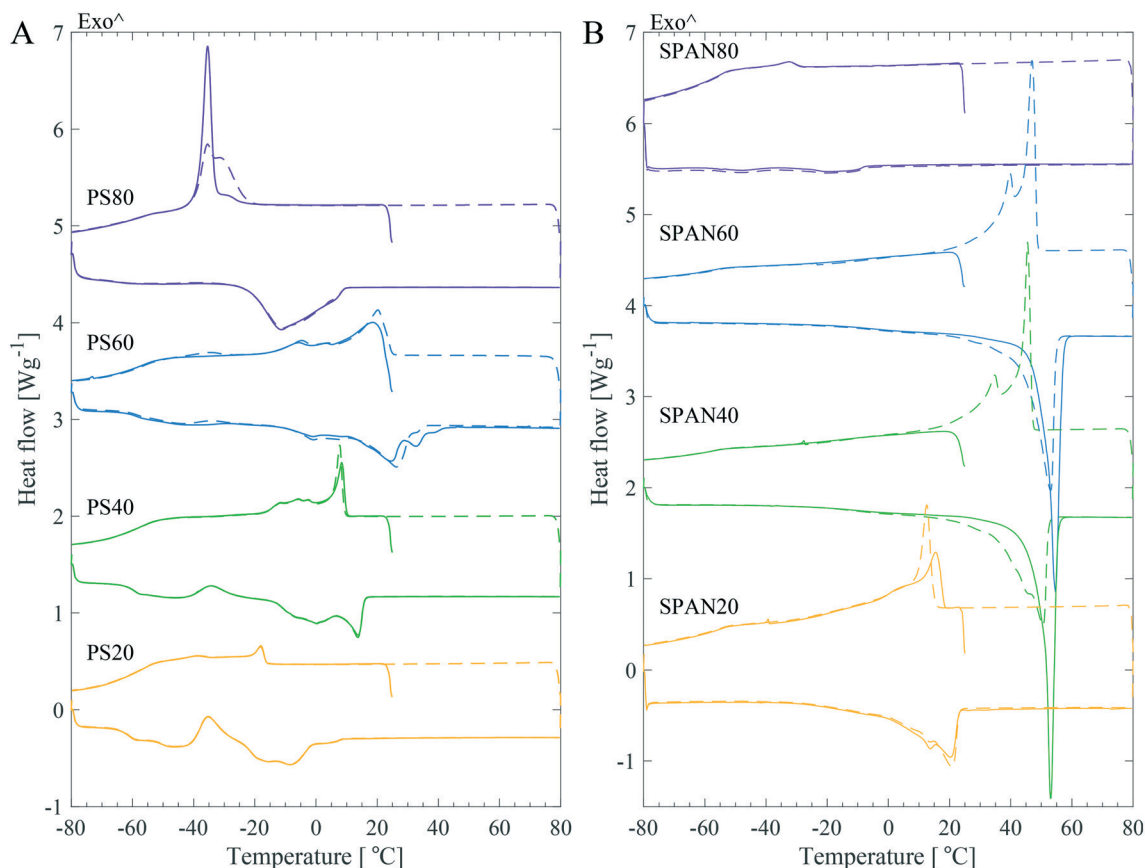 A
Exo^
7
6
5
4
3
2
1
0
-1
Heat flow [Wg-1]
PS80
PS60
PS40
PS20
-80 -60 -40 -20 0 20 40 60 80
Temperature [ °C]
B
Exo^
7
6
5
4
3
2
1
0
-1
Heat flow [Wg-1]
SPAN80
SPAN60
SPAN40
SPAN20
-80 -60 -40 -20 0 20 40 60 80
Temperature [ °C]